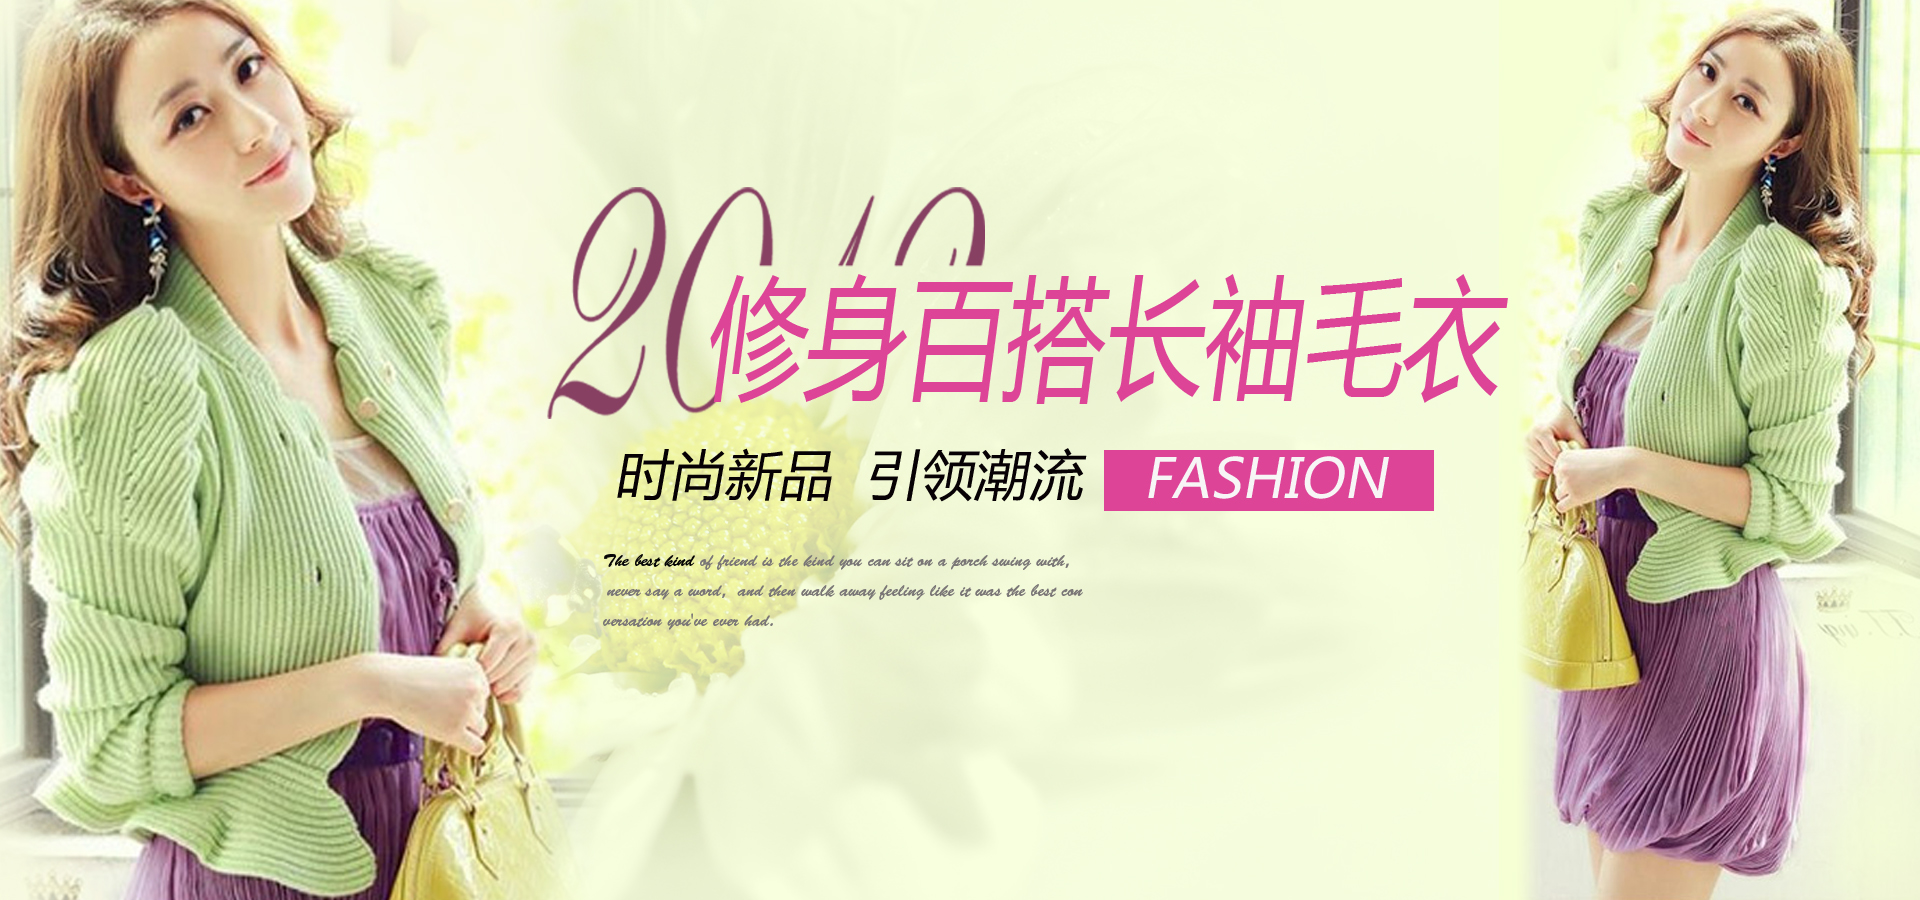 20
修身百搭长袖毛衣
时尚新品 引领潮流 FASHION
The best kind of friend is the kind you can sit on a porch swing with,
never say a word, and then walk away feeling like it was the best con
versation you've ever had.